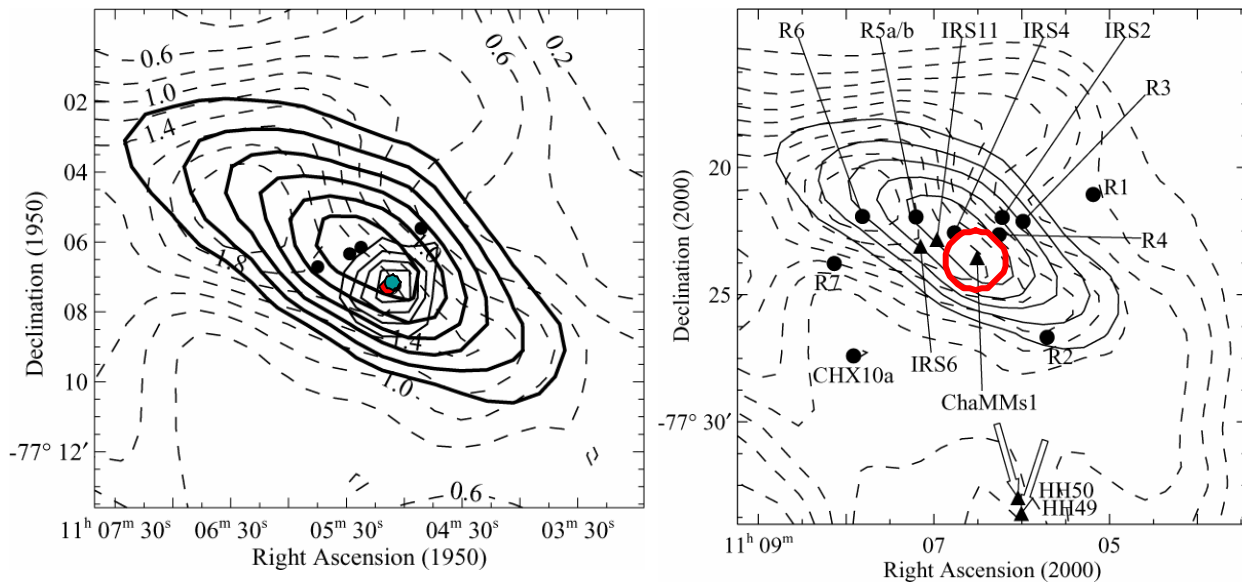 0.6
0.6
0.2
1.0
1.4
1.8
1.4
1.0
0.6
02
04
06
08
10
-77° 12′
Declination (1950)
11h 07m 30s
06m 30s
05m 30s
04m 30s
03m 30s
Right Ascension (1950)
R6
R5a/b
IRS11
IRS4
IRS2
R3
R1
R4
R7
R2
IRS6
CHX10a
ChaMMs1
HH50
HH49
20
25
-77° 30′
Declination (2000)
11h 09m
07
05
Right Ascension (2000)